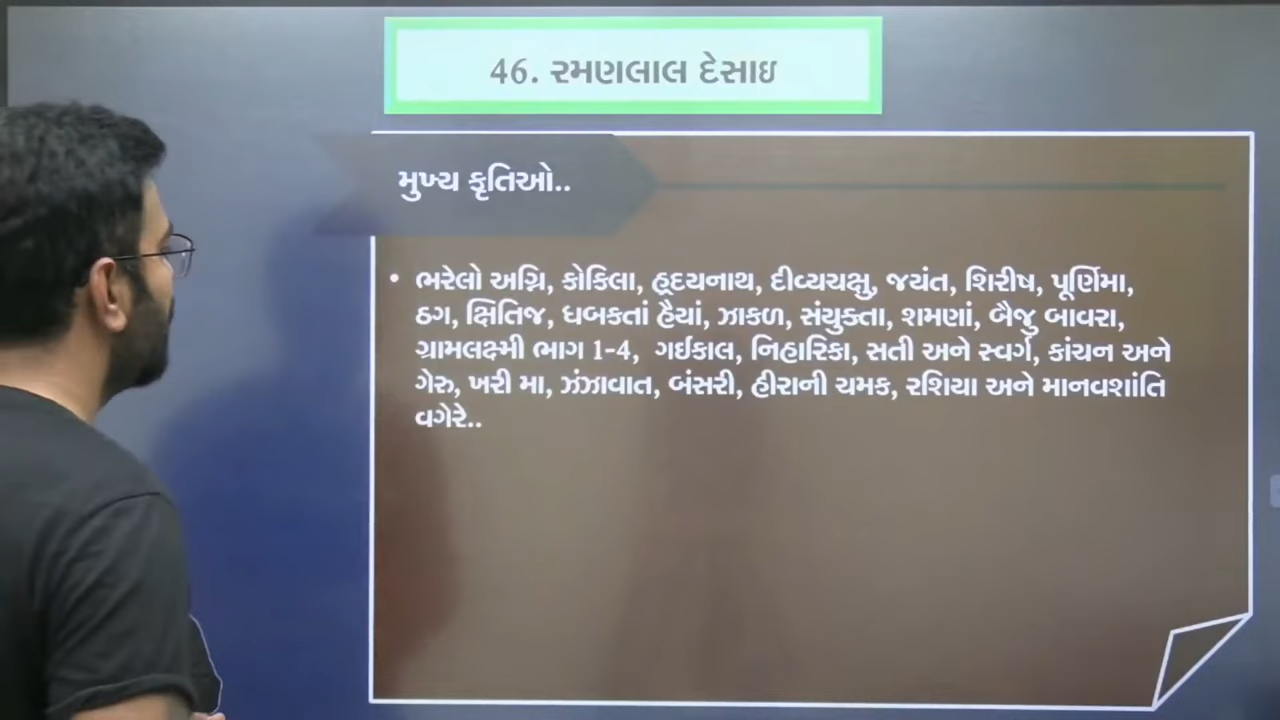 46. રમણલાલ દેસાઇ
મુખ્ય કૃતિઓ..
• ભરેલો અગ્નિ, કોકિલા, હૃદયનાથ, દીવ્યચક્ષુ, જયંત, શિરીષ, પૂર્ણિમા,
ઠગ, ક્ષિતિજ, ધબકતાં હૈયાં, ઝાકળ, સંયુક્તા, શમણાં, બૈજુ બાવરા,
ગ્રામલક્ષ્મી ભાગ 1-4, ગઈકાલ, નિહારિકા, સતી અને સ્વર્ગ, કાંચન અને
ગેરુ, ખરી મા, ઝંઝાવાત, બંસરી, હીરાની ચમક, રશિયા અને માનવશાંતિ
વગેરે..